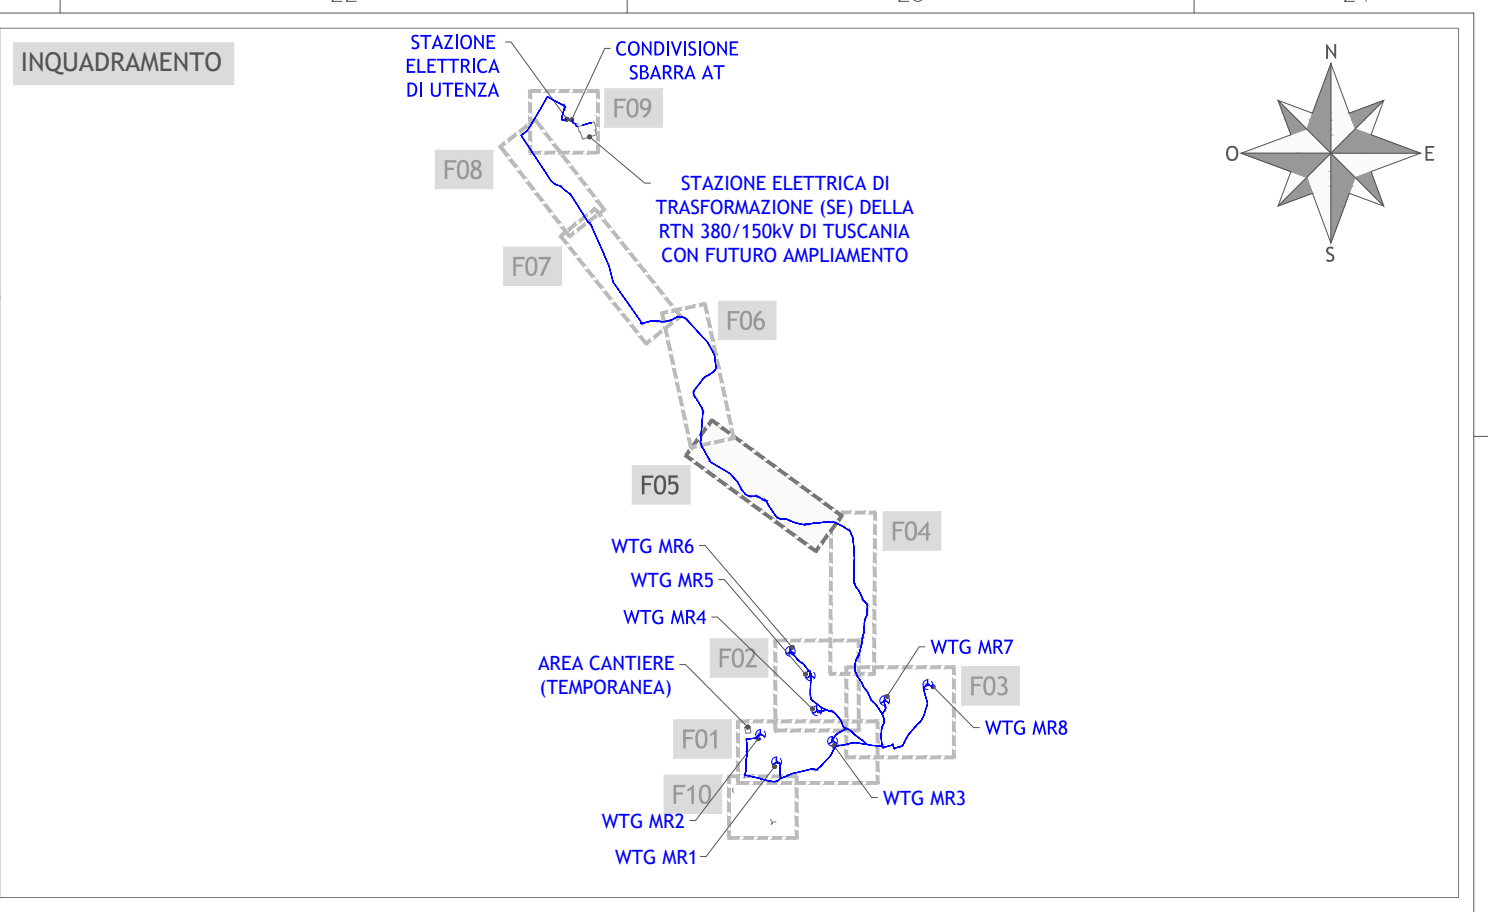 INQUADRAMENTO
STAZIONE
ELETTRICA
DI UTENZA
CONDIVISIONE
SBARRA AT
F09
F08
STAZIONE ELETTRICA DI
TRASFORMAZIONE (SE) DELLA
RTN 380/150kV DI TUSCANIA
CON FUTURO AMPLIAMENTO
N
O
E
S
F07
F06
F05
F04
WTG MR6
WTG MR5
WTG MR4
F02
AREA CANTIERE
(TEMPORANEA)
WTG MR7
F03
WTG MR8
F01
F10
WTG MR3
WTG MR2
WTG MR1